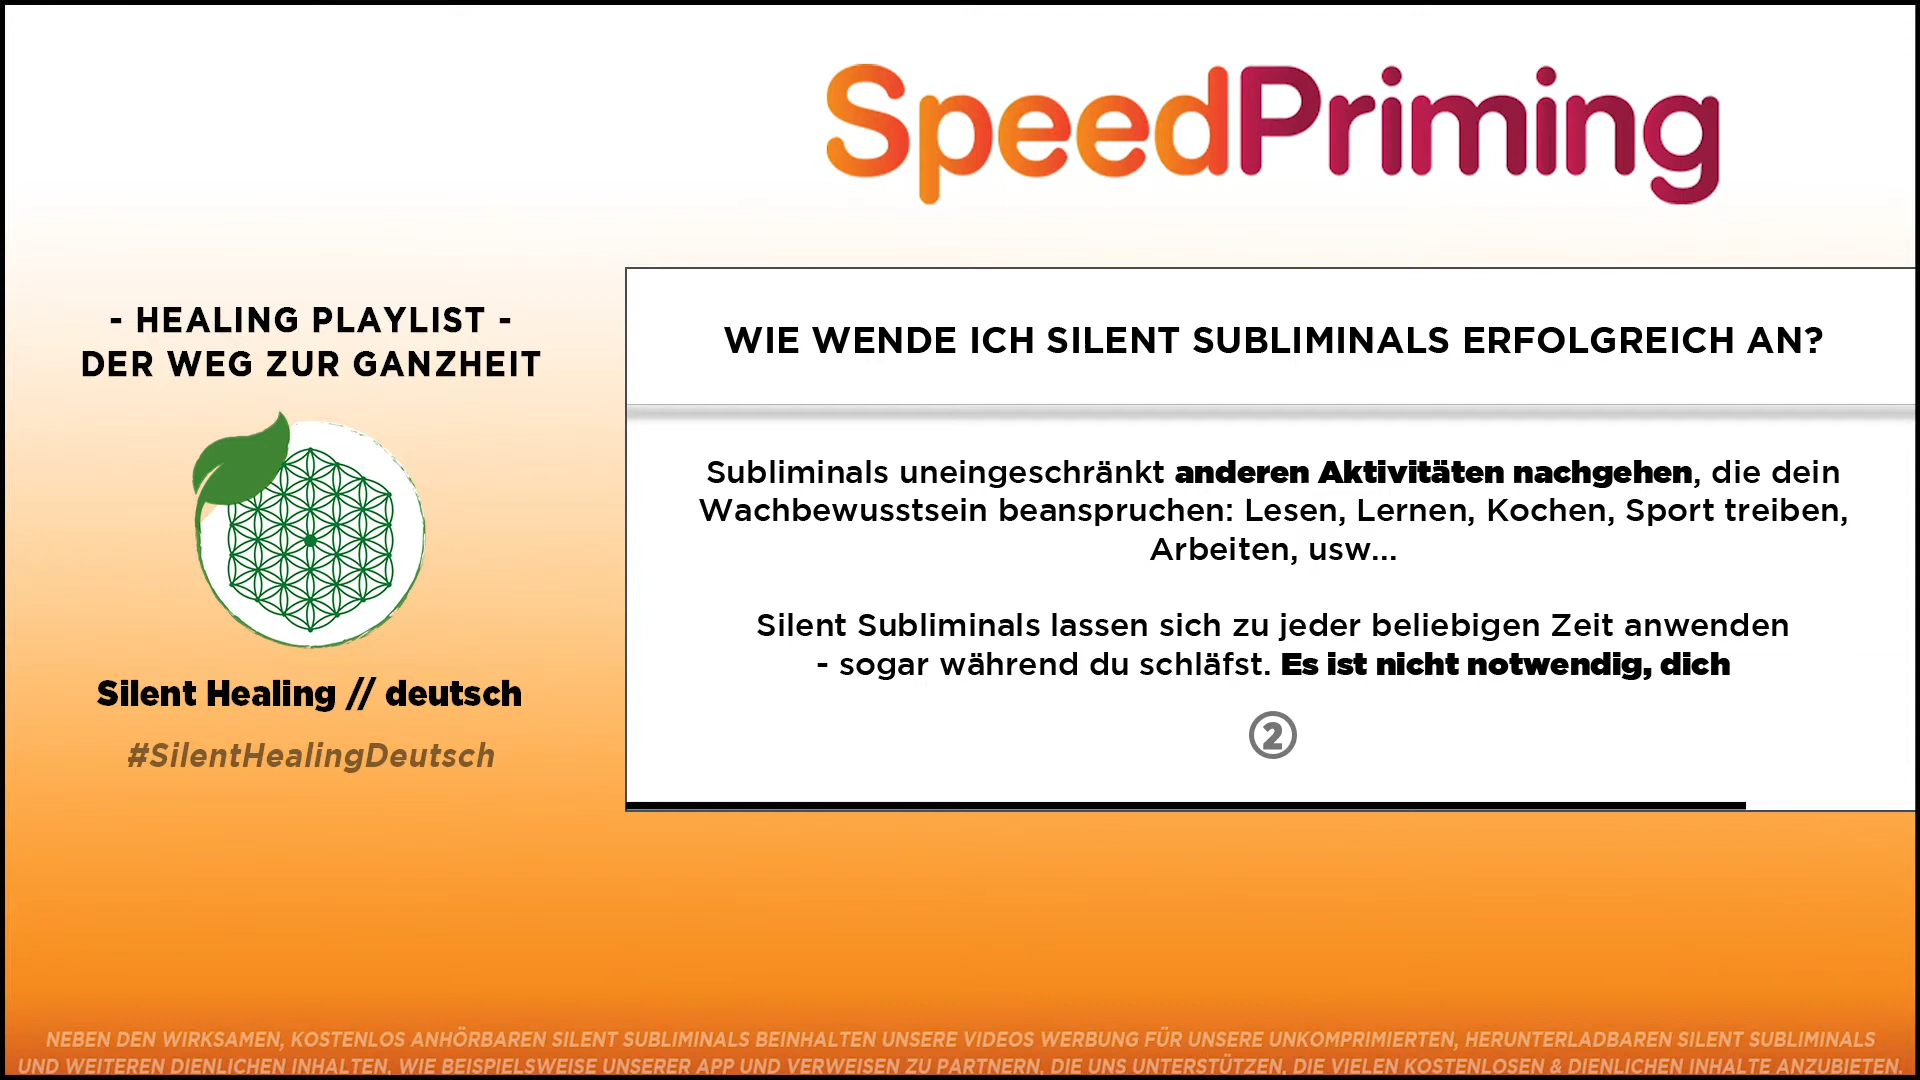 SpeedPriming
- HEALING PLAYLIST -
DER WEG ZUR GANZHEIT
Silent Healing // deutsch
#SilentHealingDeutsch
WIE WENDE ICH SILENT SUBLIMINALS ERFOLGREICH AN?
Subliminals uneingeschränkt anderen Aktivitäten nachgehen, die dein
Wachbewusstsein beanspruchen: Lesen, Lernen, Kochen, Sport treiben,
Arbeiten, usw...
Silent Subliminals lassen sich zu jeder beliebigen Zeit anwenden
- sogar während du schläfst. Es ist nicht notwendig, dich
2
NEBEN DEN WIRKSAMEN, KOSTENLOS ANHÖRBAREN SILENT SUBLIMINALS BEINHALTEN UNSERE VIDEOS WERBUNG FÜR UNSERE UNKOMPRIMIERTEN, HERUNTERLADBAREN SILENT SUBLIMINALS
UND WEITEREN DIENLICHEN INHALTEN, WIE BEISPIELSWEISE UNSERER APP UND VERWEISEN ZU PARTNERN, DIE UNS UNTERSTÜTZEN, DIE VIELEN KOSTENLOSEN & DIENLICHEN INHALTE ANZUBIETEN.